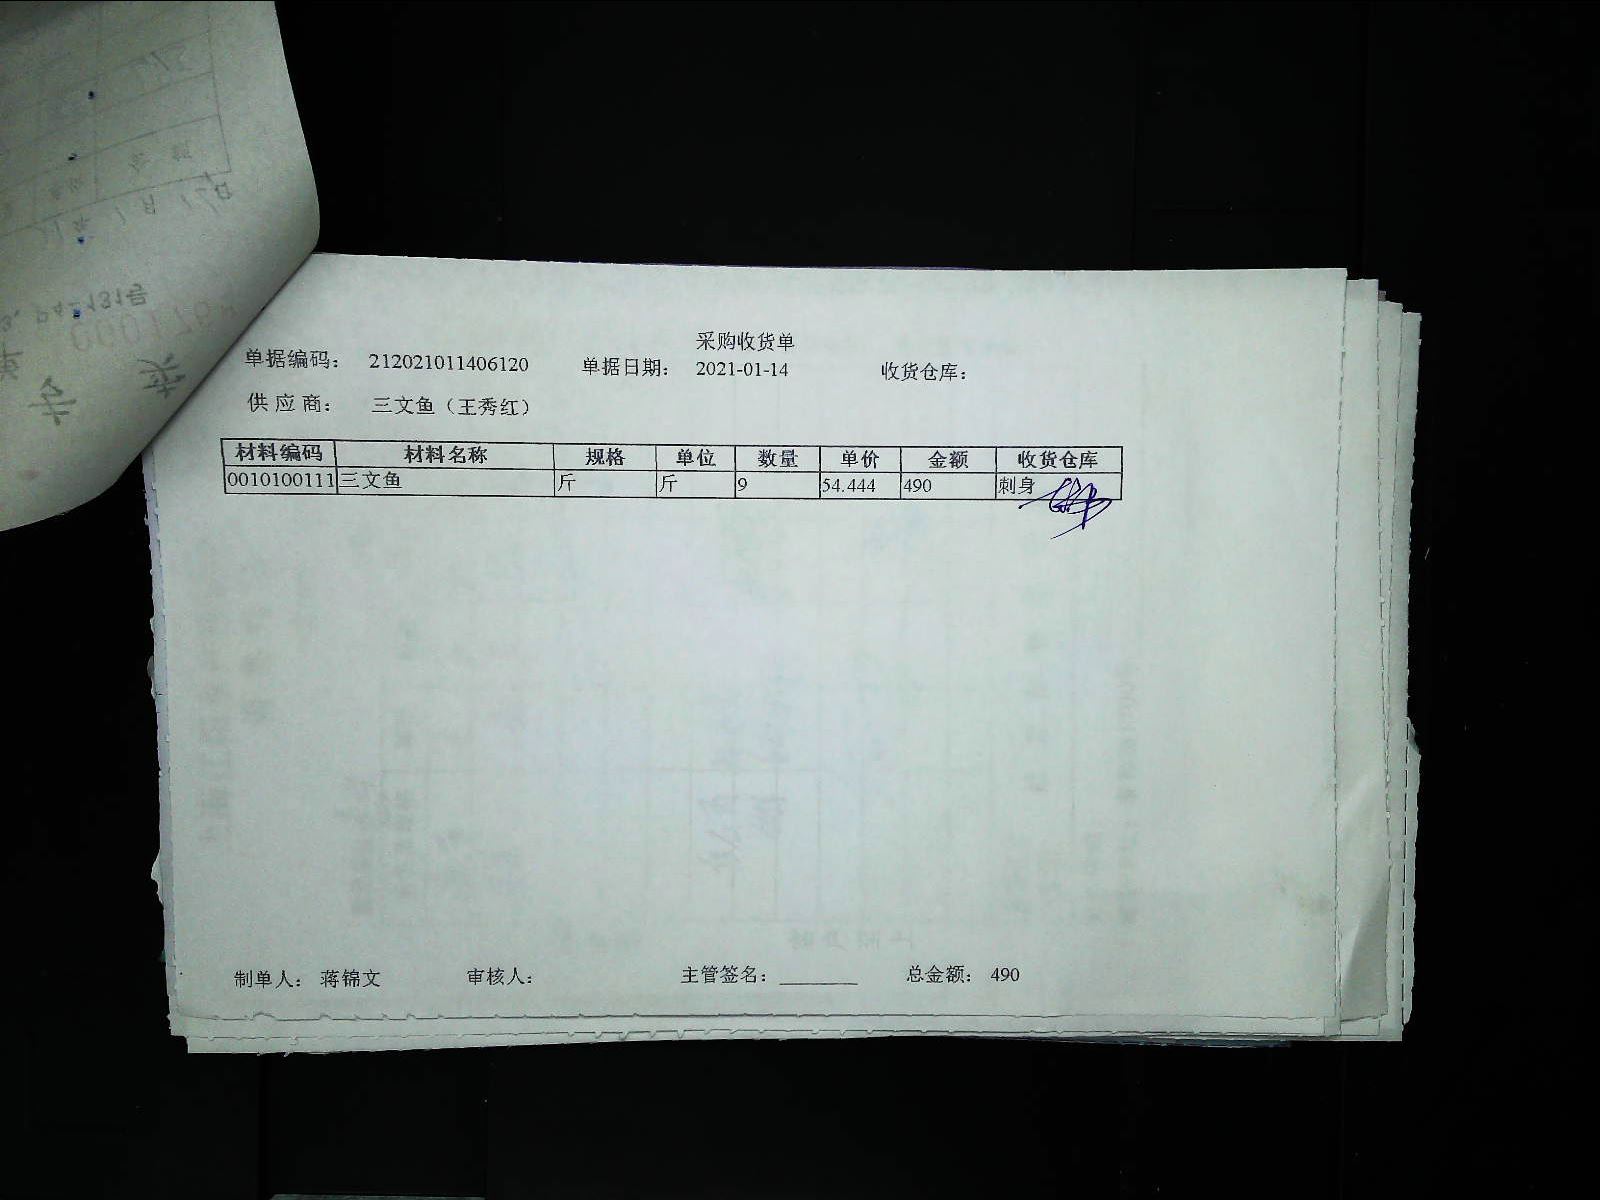 采购收货单
单据编码： 212021011406120 单据日期： 2021-01-14 收货仓库：
供应商： 三文鱼（王秀红）
材料编码 材料名称 规格 单位 数量 单价 金额 收货仓库
0010100111 三文鱼 斤 斤 9 54.444 490 刺身
制单人： 蒋锦文 审核人： 主管签名：________ 总金额： 490